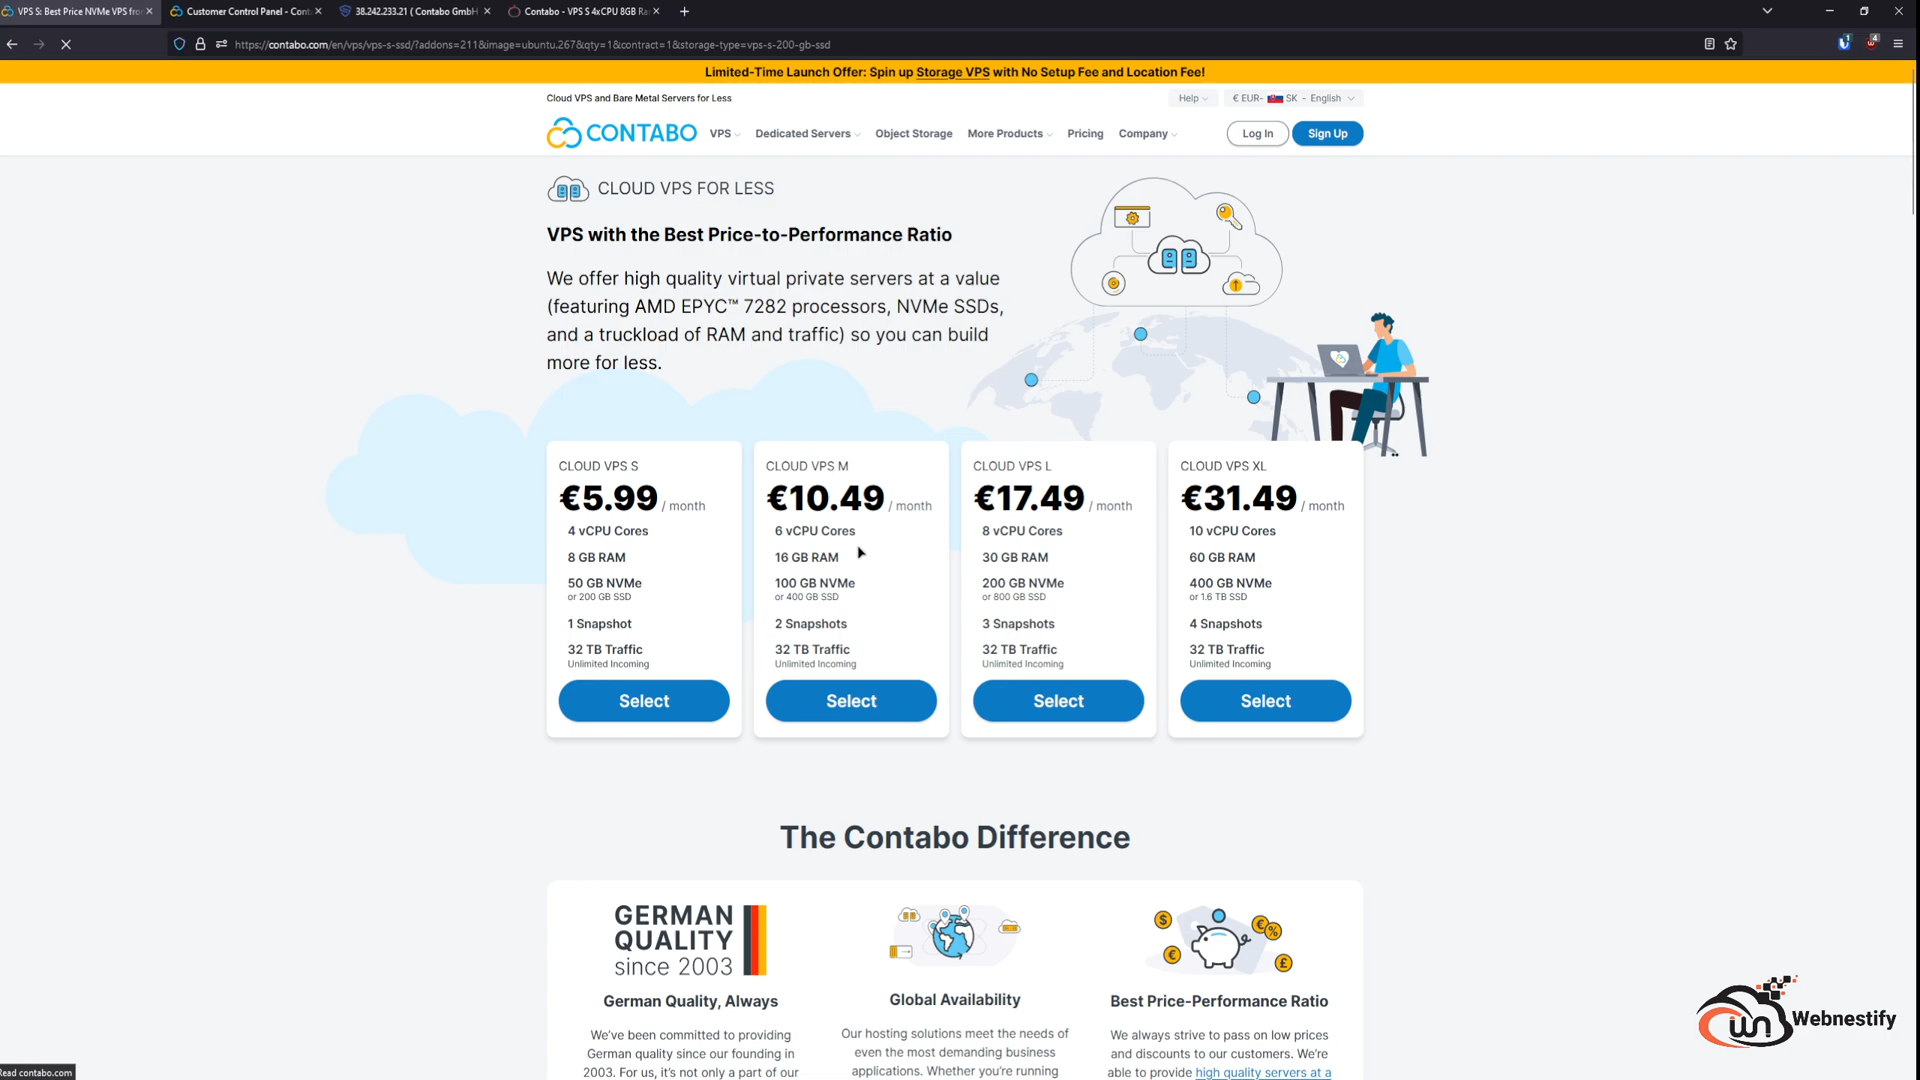 VPS S: Best Price NVMe VPS fro
Customer Control Panel - Cont
38.242.233.21 ( Contabo GmbH
Contabo - VPS S 4xCPU 8GB Ra
https://contabo.com/en/vps/vps-s-ssd/?addons=211&image=ubuntu.267&qty=1&contract=1&storage-type=vps-s-200-gb-ssd
Limited-Time Launch Offer: Spin up Storage VPS with No Setup Fee and Location Fee!
Cloud VPS and Bare Metal Servers for Less
Help
€ EUR- SK - English
CONTABO
VPS
Dedicated Servers
Object Storage
More Products
Pricing
Company
Log In
Sign Up
CLOUD VPS FOR LESS
VPS with the Best Price-to-Performance Ratio
We offer high quality virtual private servers at a value
(featuring AMD EPYC™ 7282 processors, NVMe SSDs,
and a truckload of RAM and traffic) so you can build
more for less.
CLOUD VPS S
€5.99 / month
4 vCPU Cores
8 GB RAM
50 GB NVMe
or 200 GB SSD
1 Snapshot
32 TB Traffic
Unlimited Incoming
Select
CLOUD VPS M
€10.49 / month
6 vCPU Cores
16 GB RAM
100 GB NVMe
or 400 GB SSD
2 Snapshots
32 TB Traffic
Unlimited Incoming
Select
CLOUD VPS L
€17.49 / month
8 vCPU Cores
30 GB RAM
200 GB NVMe
or 800 GB SSD
3 Snapshots
32 TB Traffic
Unlimited Incoming
Select
CLOUD VPS XL
€31.49 / month
10 vCPU Cores
60 GB RAM
400 GB NVMe
or 1.6 TB SSD
4 Snapshots
32 TB Traffic
Unlimited Incoming
Select
The Contabo Difference
GERMAN
QUALITY
since 2003
German Quality, Always
We've been committed to providing
German quality since our founding in
2003. For us, it's not only a part of our
Global Availability
Our hosting solutions meet the needs of
even the most demanding business
applications. Whether you're running
Best Price-Performance Ratio
We always strive to pass on low prices
and discounts to our customers. We're
able to provide high quality servers at a
Webnestify
Read contabo.com